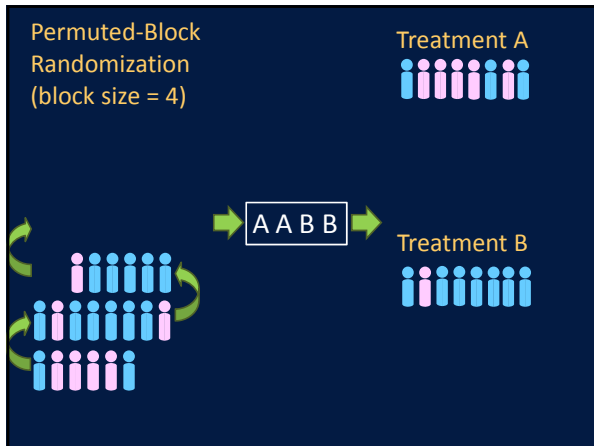 Permuted-Block
Randomization
(block size = 4)
Treatment A
A A B B
Treatment B